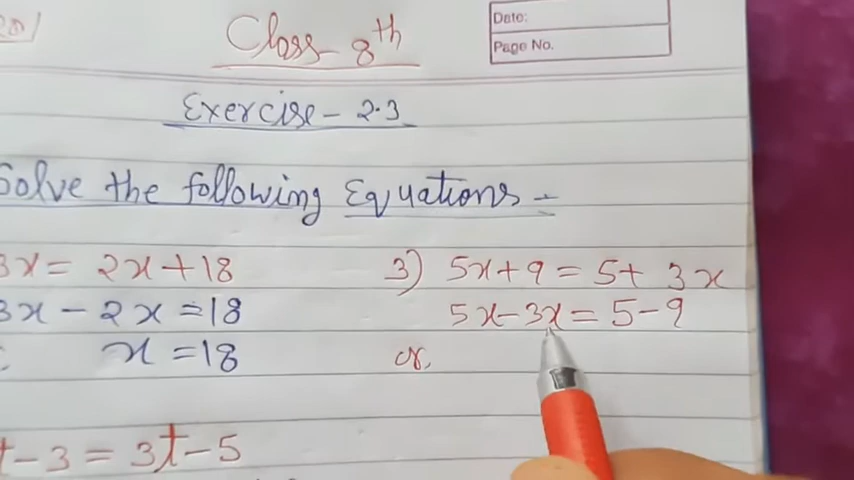 Class - 8th
Date:
Page No.
Exercise - 2.3
Solve the following Equations -
3x = 2x + 18
3x - 2x = 18
x = 18
3) 5x + 9 = 5 + 3x
5x - 3x = 5 - 9
or,
t - 3 = 3t - 5